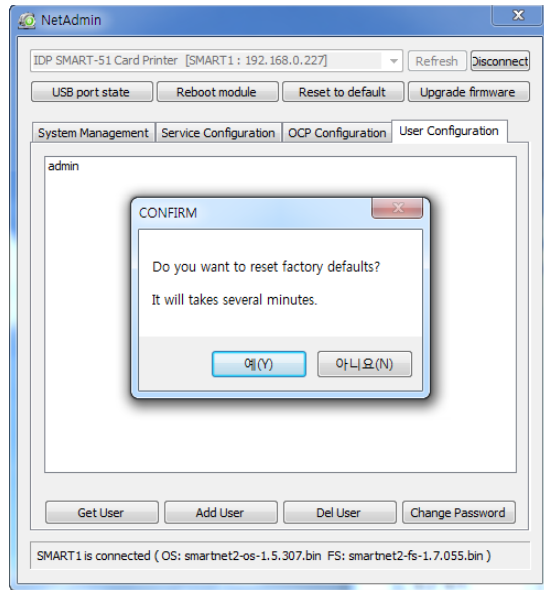 NetAdmin
IDP SMART-51 Card Printer [SMART1 : 192.168.0.227]
Refresh
Disconnect
USB port state
Reboot module
Reset to default
Upgrade firmware
System Management
Service Configuration
OCP Configuration
User Configuration
admin
CONFIRM
Do you want to reset factory defaults?
It will takes several minutes.
예(Y)
아니요(N)
Get User
Add User
Del User
Change Password
SMART1 is connected ( OS: smartnet2-os-1.5.307.bin FS: smartnet2-fs-1.7.055.bin )